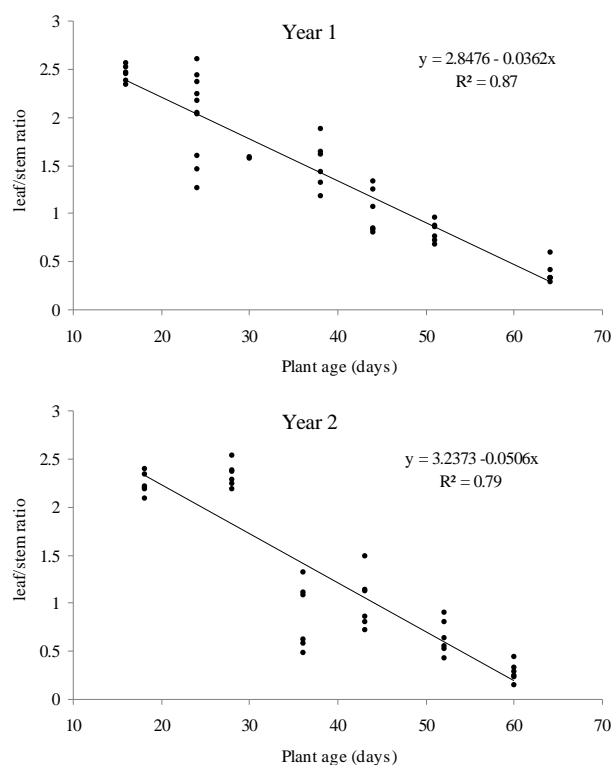 Year 1
y = 2.8476 - 0.0362x
R² = 0.87
leaf/stem ratio
3
2.5
2
1.5
1
0.5
0
10 20 30 40 50 60 70
Plant age (days)
Year 2
y = 3.2373 -0.0506x
R² = 0.79
leaf/stem ratio
3
2.5
2
1.5
1
0.5
0
10 20 30 40 50 60 70
Plant age (days)